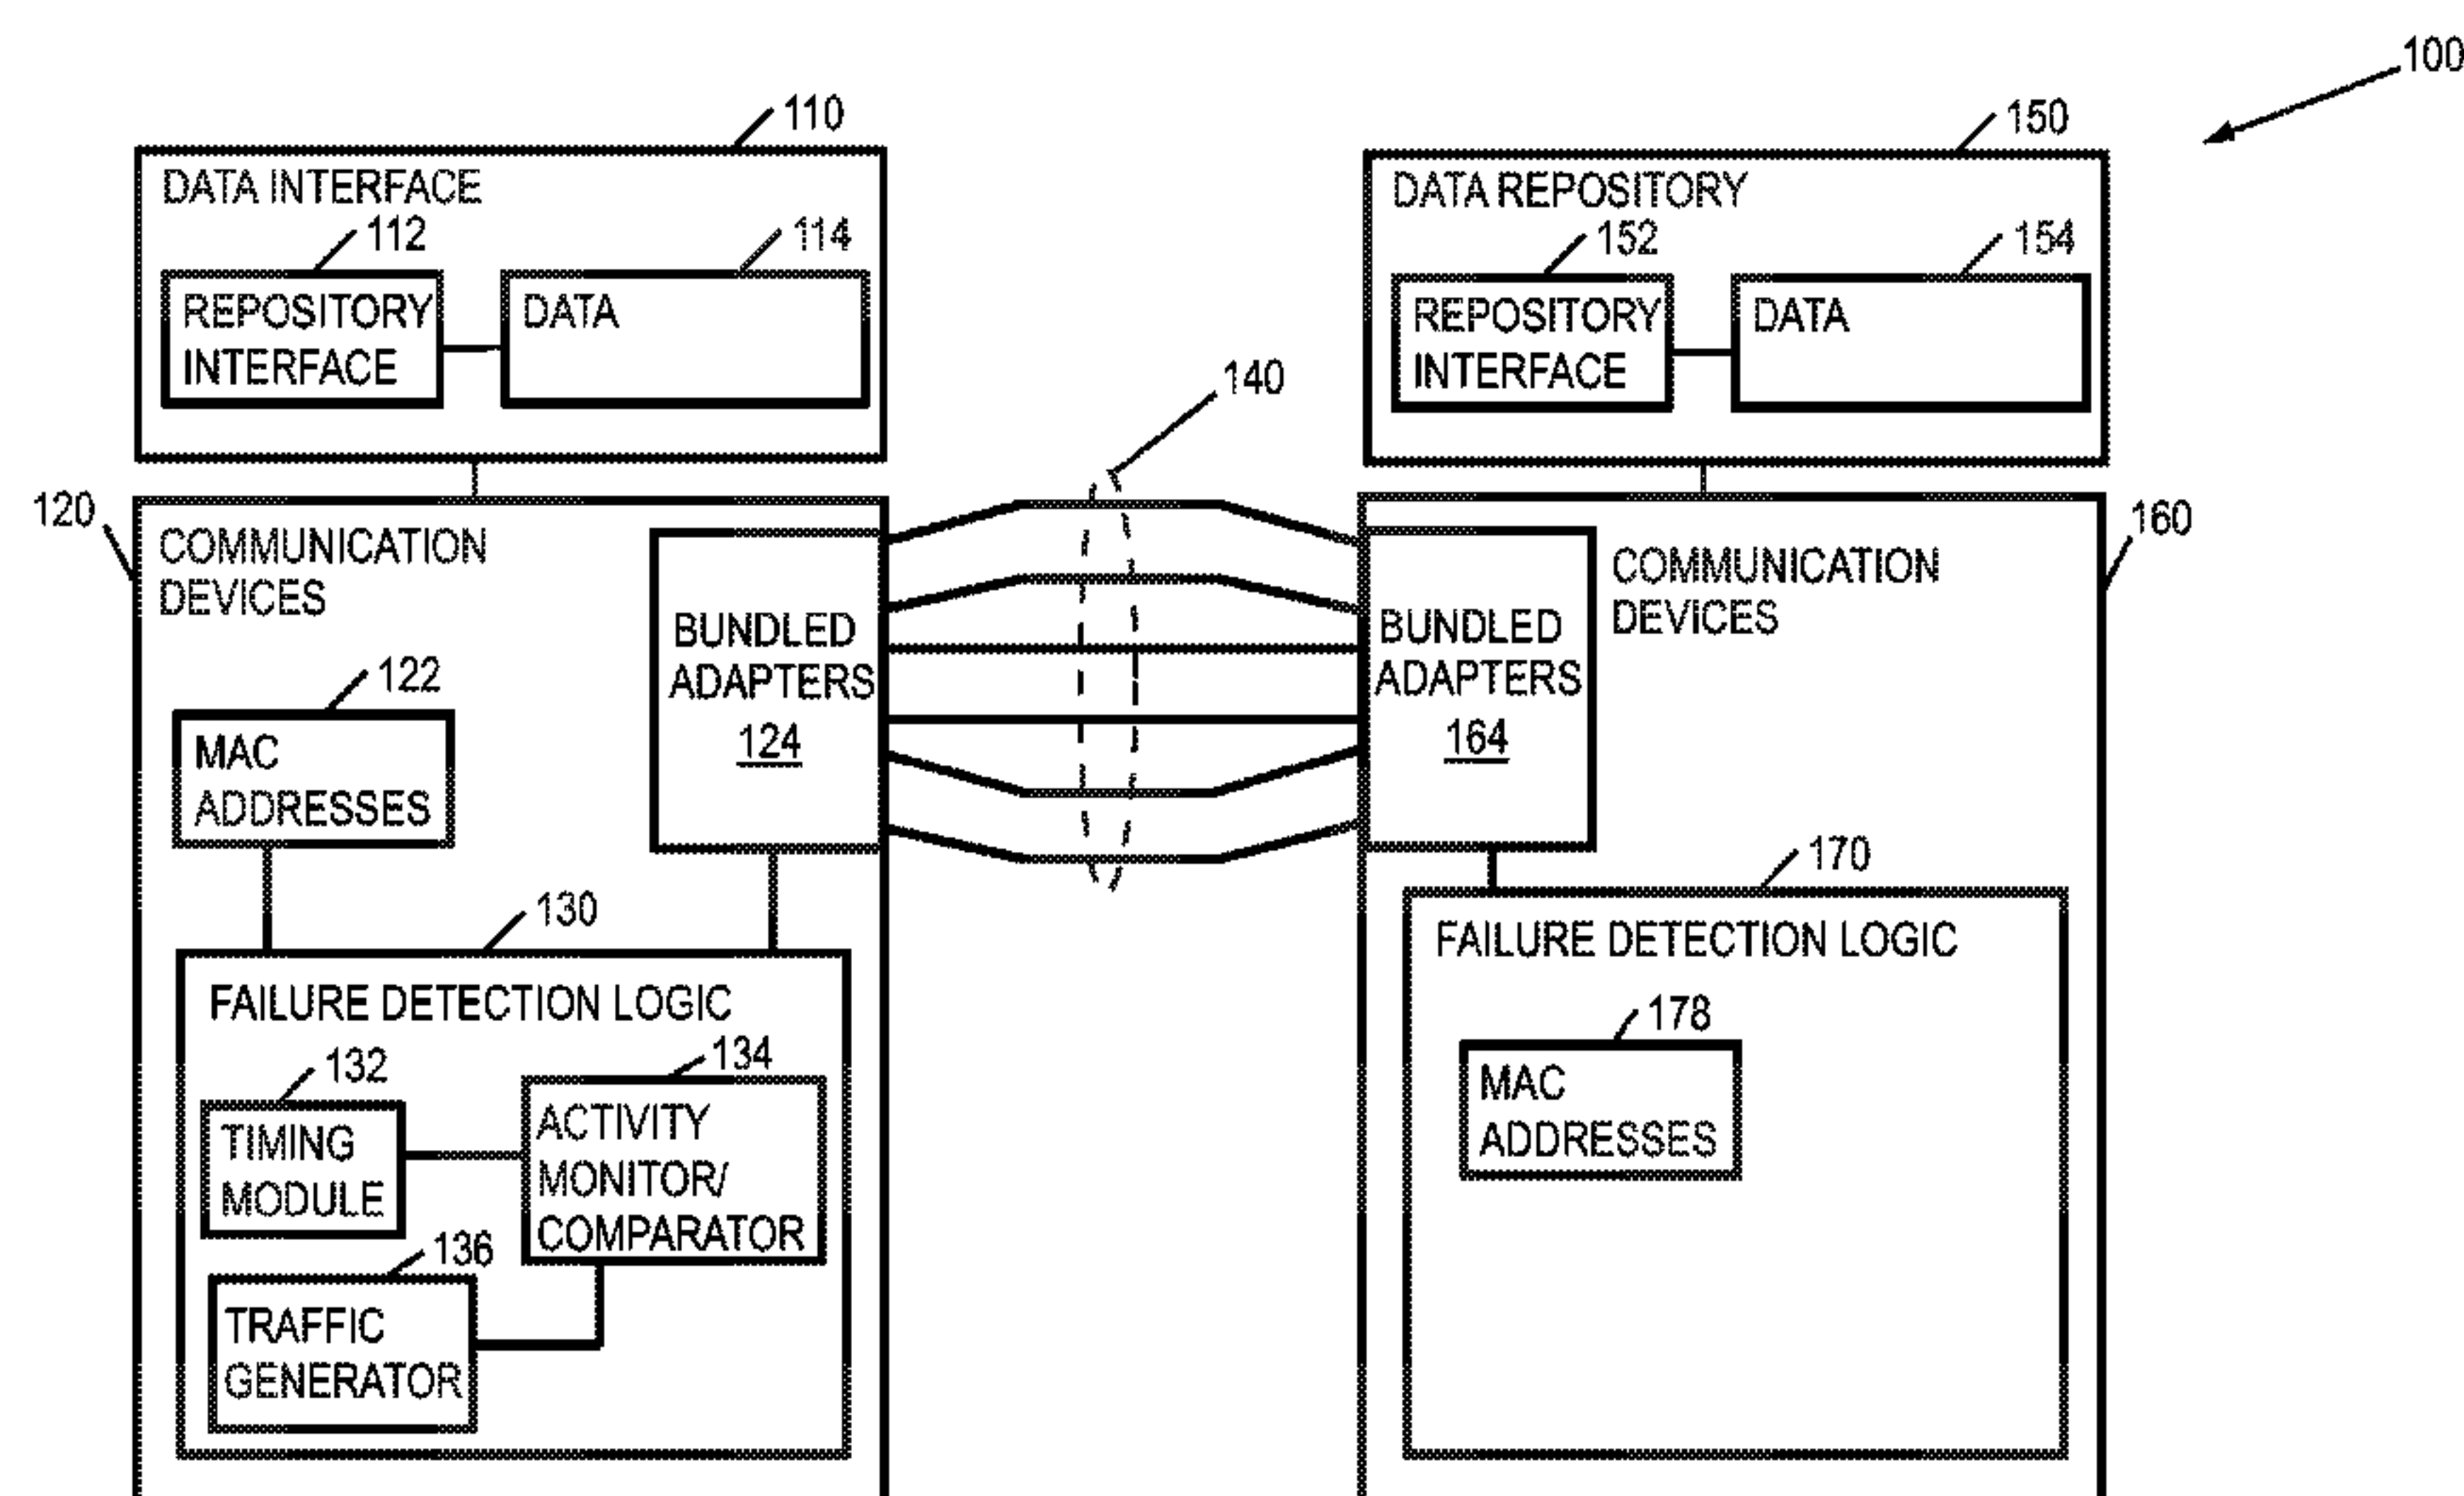 100
110
150
DATA INTERFACE
112
114
REPOSITORY
INTERFACE
DATA
DATA REPOSITORY
152
154
REPOSITORY
INTERFACE
DATA
140
120
COMMUNICATION
DEVICES
BUNDLED
ADAPTERS
124
122
MAC
ADDRESSES
130
FAILURE DETECTION LOGIC
132
134
TIMING
MODULE
ACTIVITY
MONITOR/
COMPARATOR
136
TRAFFIC
GENERATOR
160
BUNDLED
ADAPTERS
164
COMMUNICATION
DEVICES
170
FAILURE DETECTION LOGIC
178
MAC
ADDRESSES